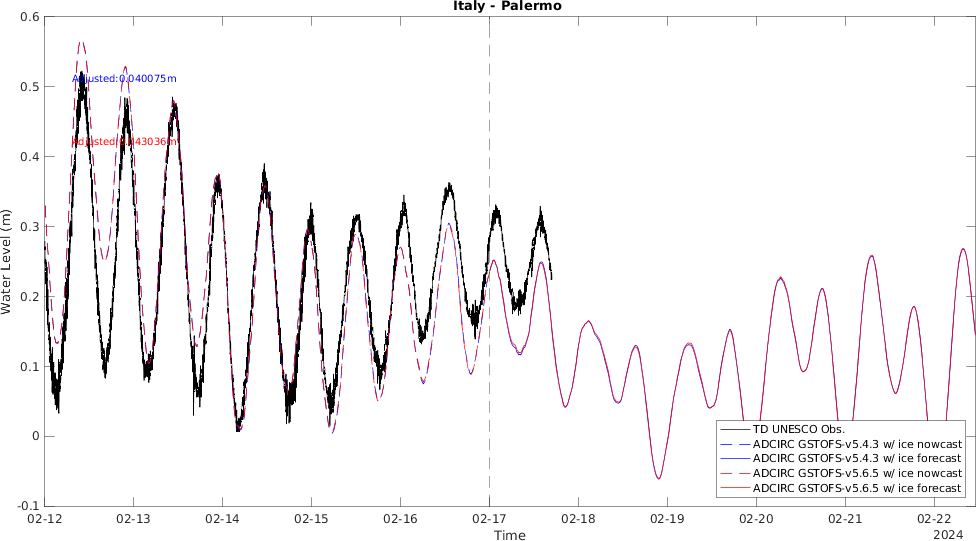 Italy - Palermo
Water Level (m)
0.6
0.5
0.4
0.3
0.2
0.1
0
-0.1
Adjusted:0.040075m
Adjusted:0.043036m
02-12 02-13 02-14 02-15 02-16 02-17 02-18 02-19 02-20 02-21 02-22
Time
2024
TD UNESCO Obs.
ADCIRC GSTOFS-v5.4.3 w/ ice nowcast
ADCIRC GSTOFS-v5.4.3 w/ ice forecast
ADCIRC GSTOFS-v5.6.5 w/ ice nowcast
ADCIRC GSTOFS-v5.6.5 w/ ice forecast